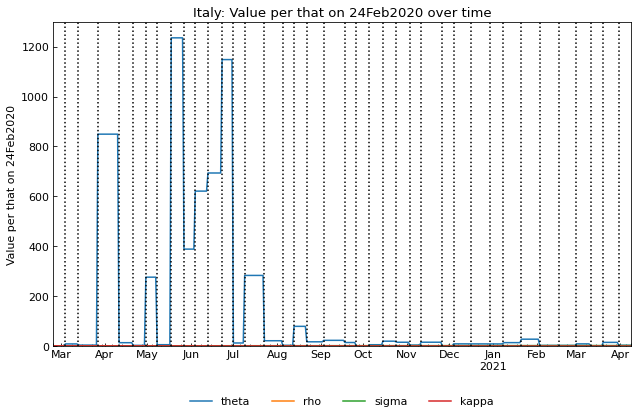 Italy: Value per that on 24Feb2020 over time
Value per that on 24Feb2020
1200
1000
800
600
400
200
0
Mar Apr May Jun Jul Aug Sep Oct Nov Dec Jan Feb Mar Apr
2021
theta rho sigma kappa